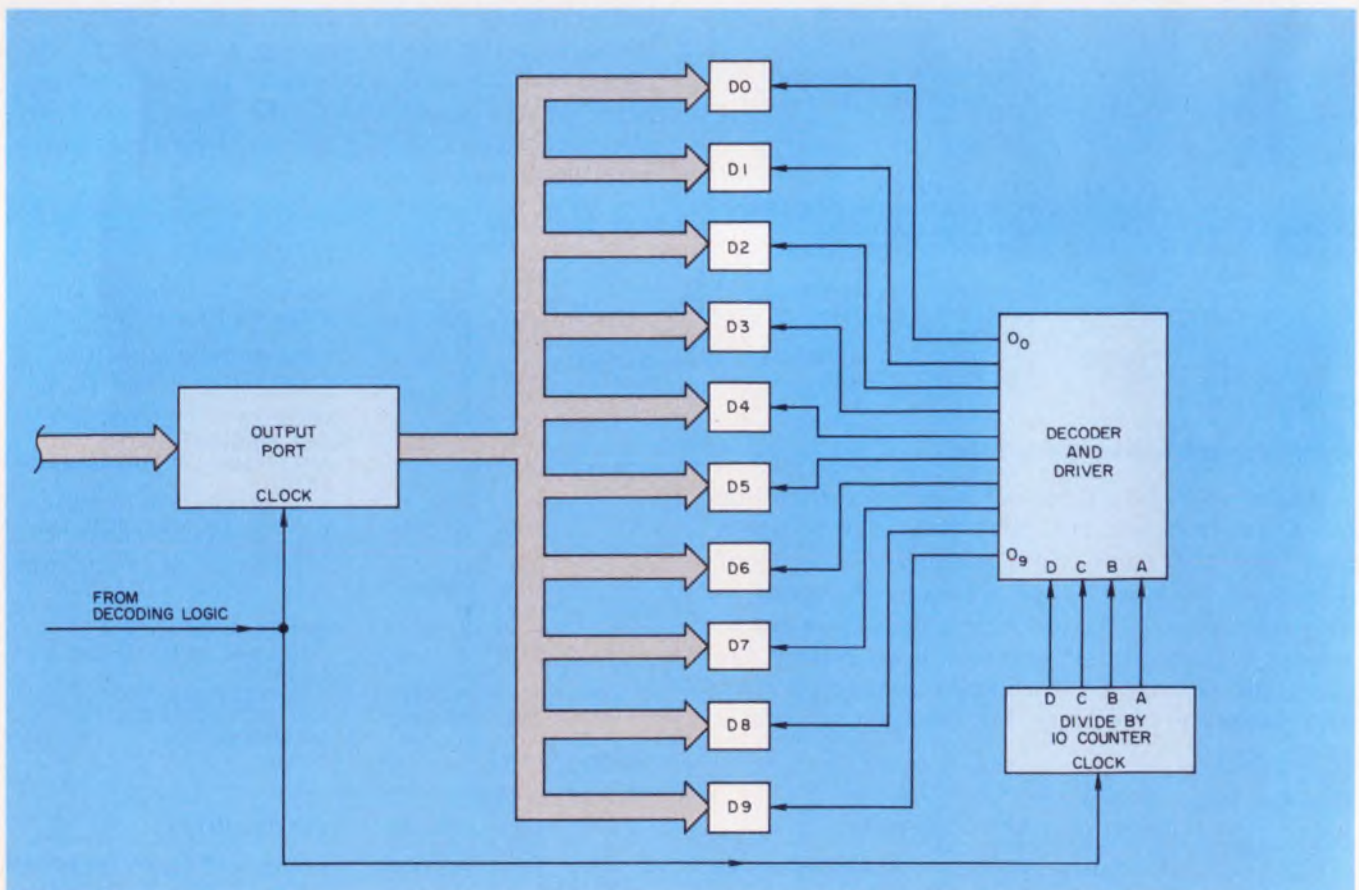 D0
D1
D2
D3
D4
D5
D6
D7
D8
D9
OUTPUT
PORT
CLOCK
FROM
DECODING LOGIC
O0
DECODER
AND
DRIVER
O9
D C B A
D C B A
DIVIDE BY
10 COUNTER
CLOCK